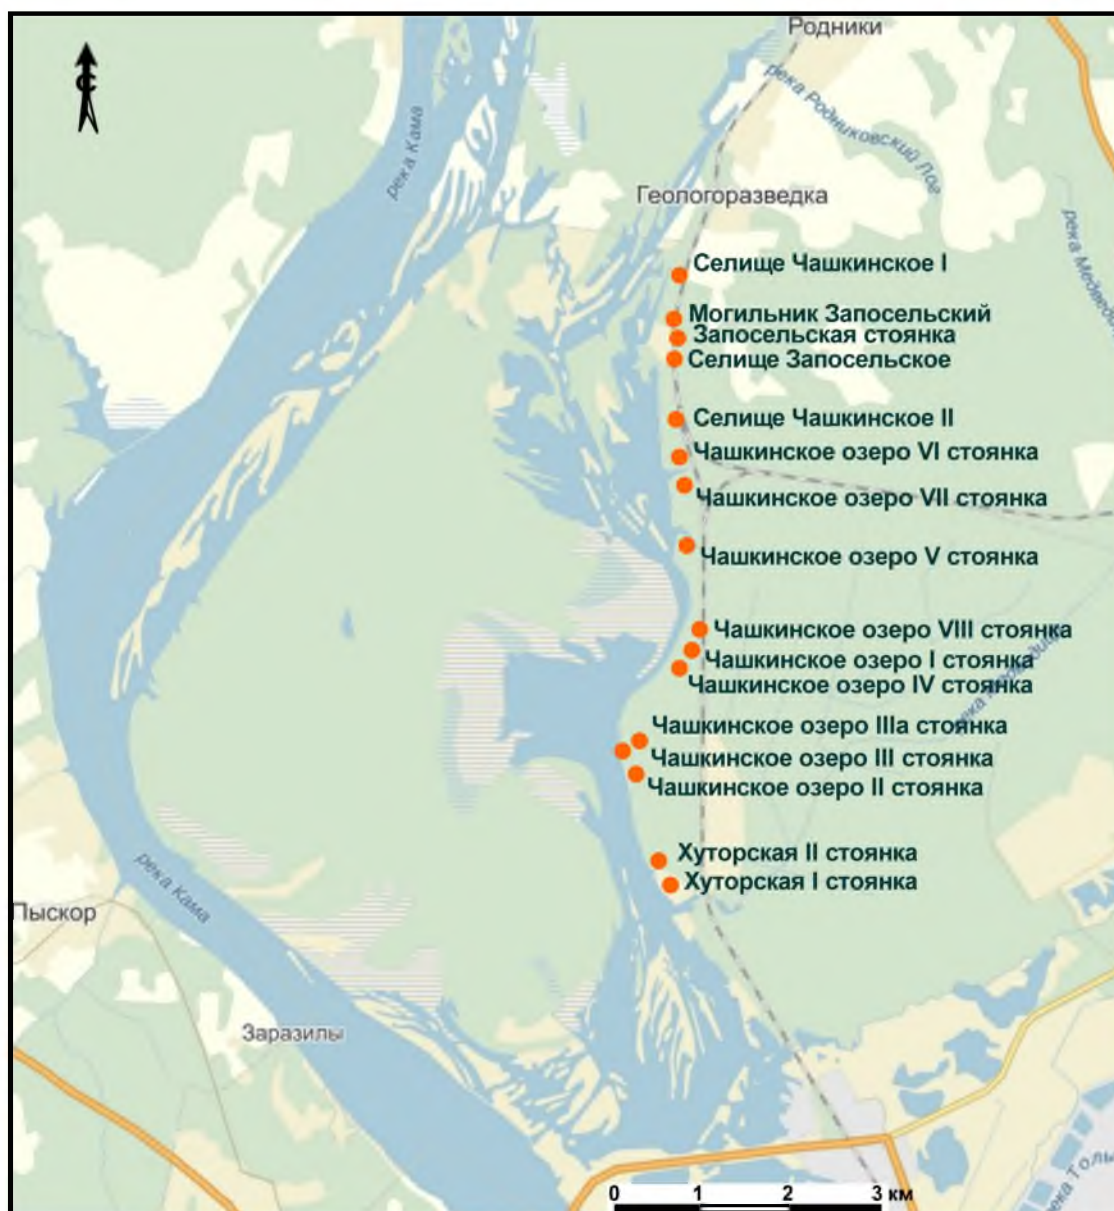 Родники
река Родниковский Лог
река Кама
С
Геологоразведка
Селище Чашкинское I
Могильник Запосельский
Запосельская стоянка
Селище Запосельское
Селище Чашкинское II
Чашкинское озеро VI стоянка
Чашкинское озеро VII стоянка
Чашкинское озеро V стоянка
Чашкинское озеро VIII стоянка
Чашкинское озеро I стоянка
Чашкинское озеро IV стоянка
Чашкинское озеро IIIа стоянка
Чашкинское озеро III стоянка
Чашкинское озеро II стоянка
Хуторская II стоянка
Хуторская I стоянка
река Кама
Пыскор
Заразилы
0 1 2 3 км
река
река
река Толы